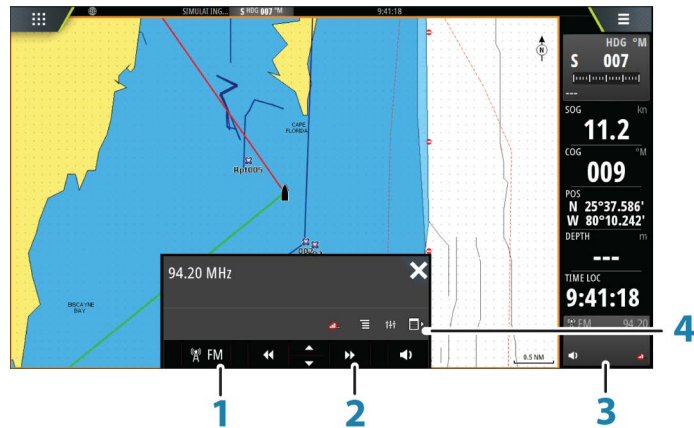 SIMULATING... S HDG 007 °M 9:41:18
HDG °M
S 007
---
SOG kn
11.2
COG °M
009
POS
N 25°37.586'
W 80°10.242'
DEPTH m
---
TIME LOC
9:41:18
FM 94.20
N
CAPE
FLORIDA
Rpt005
BISCAYNE
BAY
0.5 NM
94.20 MHz
FM
1
2
3
4